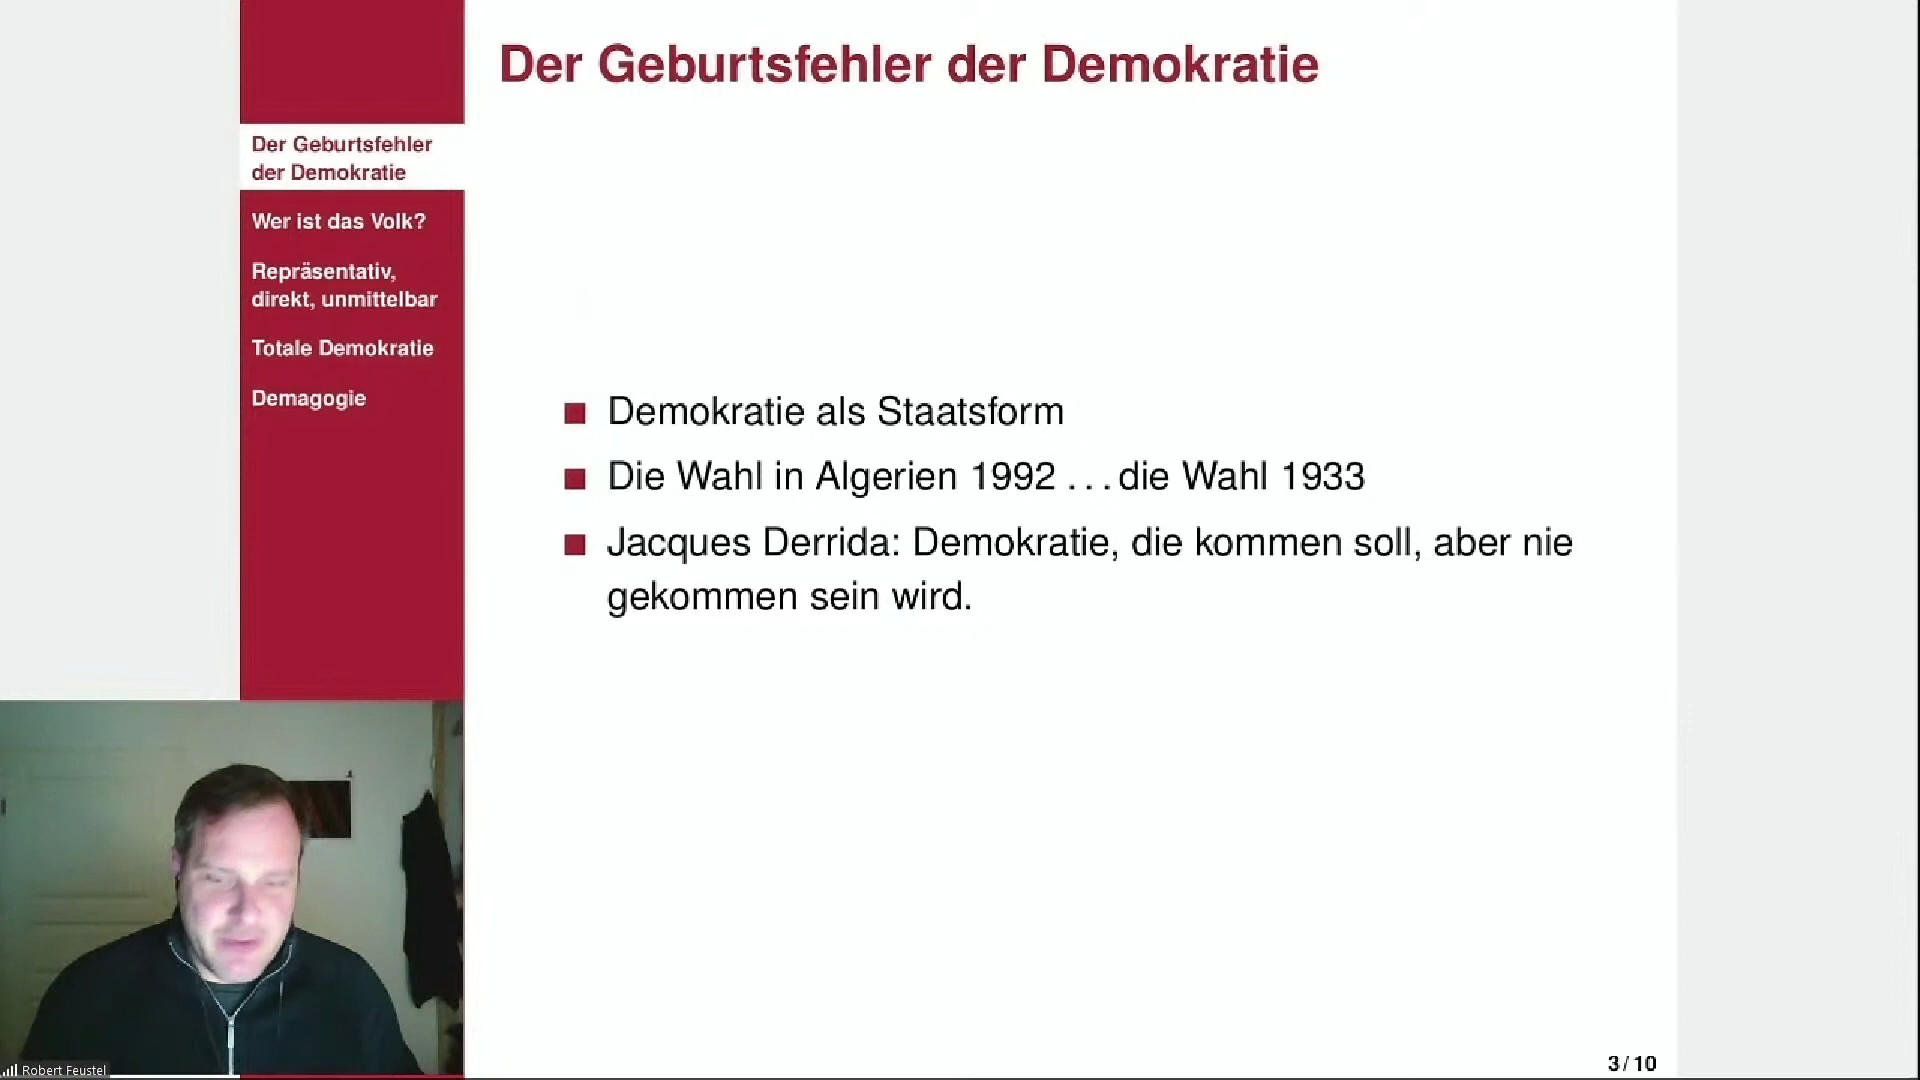 Der Geburtsfehler der Demokratie
Der Geburtsfehler
der Demokratie
Wer ist das Volk?
Repräsentativ,
direkt, unmittelbar
Totale Demokratie
Demagogie
Demokratie als Staatsform
Die Wahl in Algerien 1992 . . . die Wahl 1933
Jacques Derrida: Demokratie, die kommen soll, aber nie
gekommen sein wird.
Robert Feustel
3 / 10